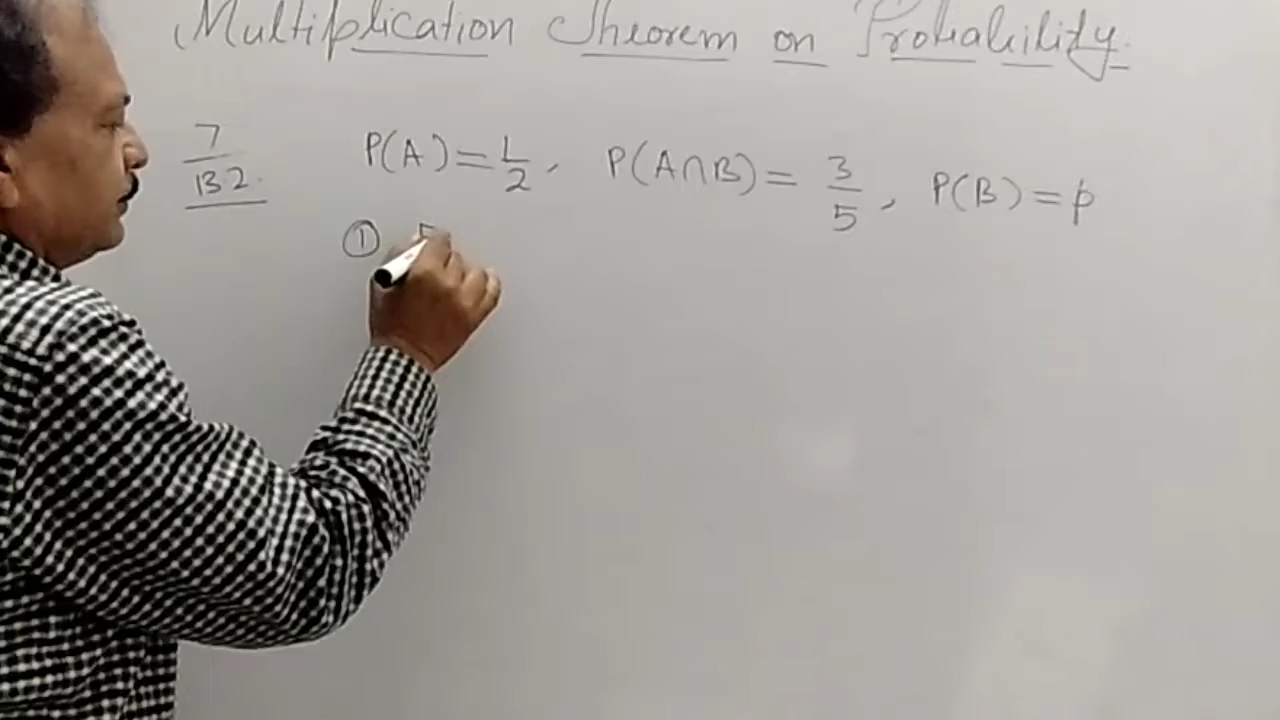 Multiplication Theorem on Probability.
7/132. P(A) = 1/2, P(A∩B) = 3/5, P(B) = p
①